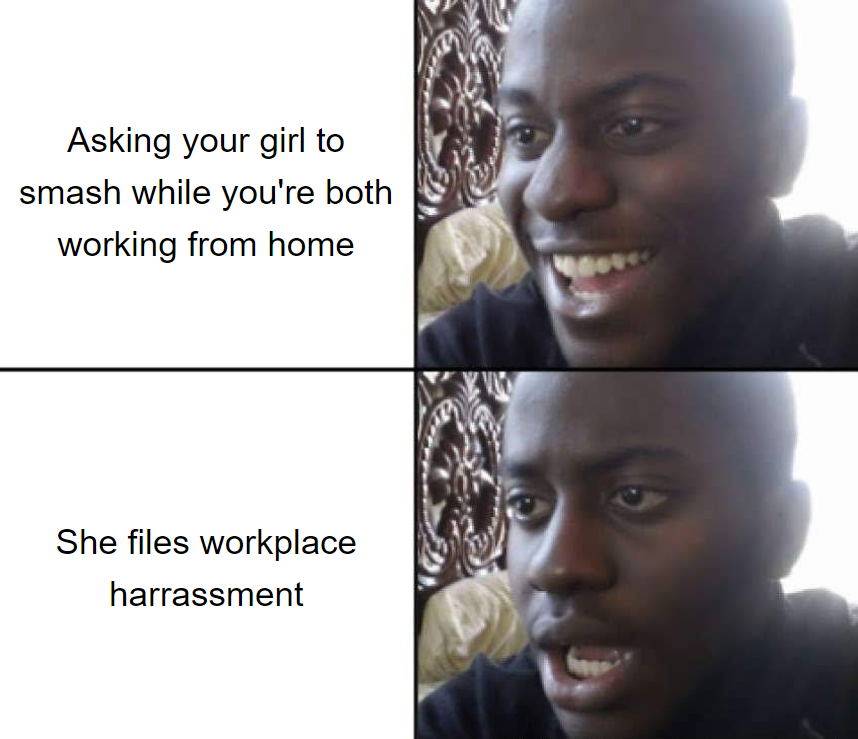 Asking your girl to
smash while you're both
working from home
She files workplace
harrassment